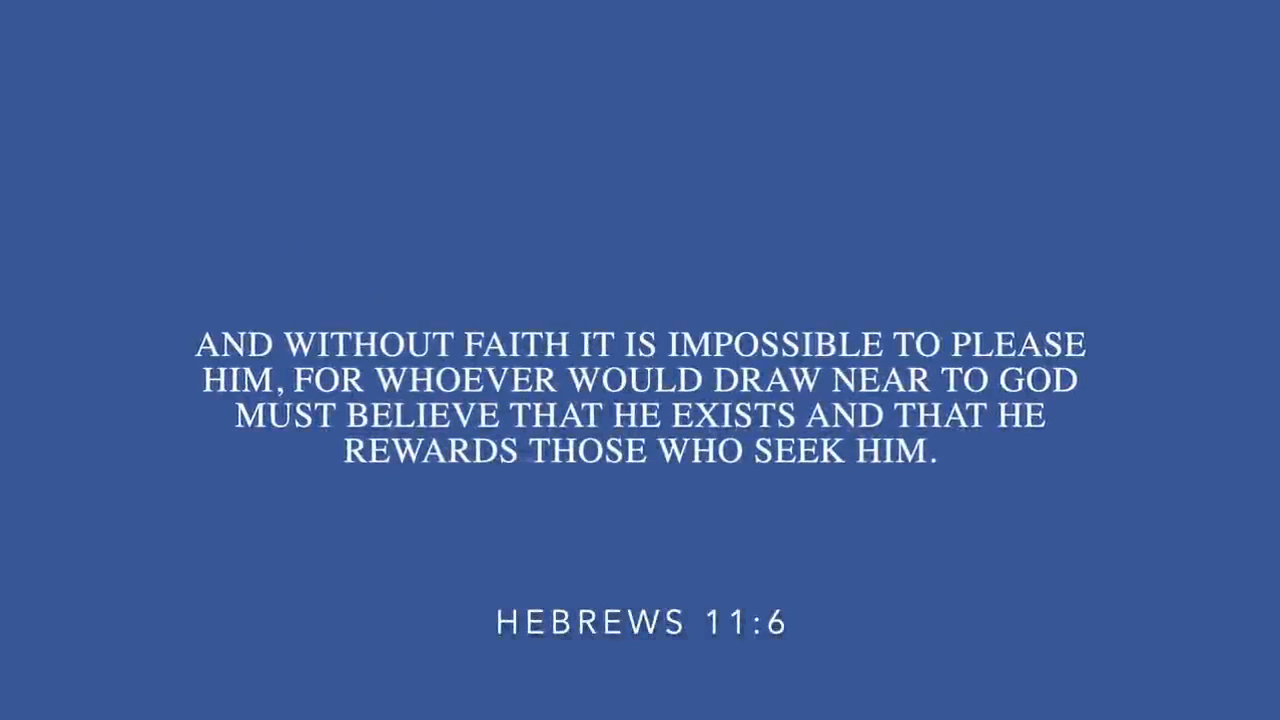 AND WITHOUT FAITH IT IS IMPOSSIBLE TO PLEASE
HIM, FOR WHOEVER WOULD DRAW NEAR TO GOD
MUST BELIEVE THAT HE EXISTS AND THAT HE
REWARDS THOSE WHO SEEK HIM.
HEBREWS 11:6